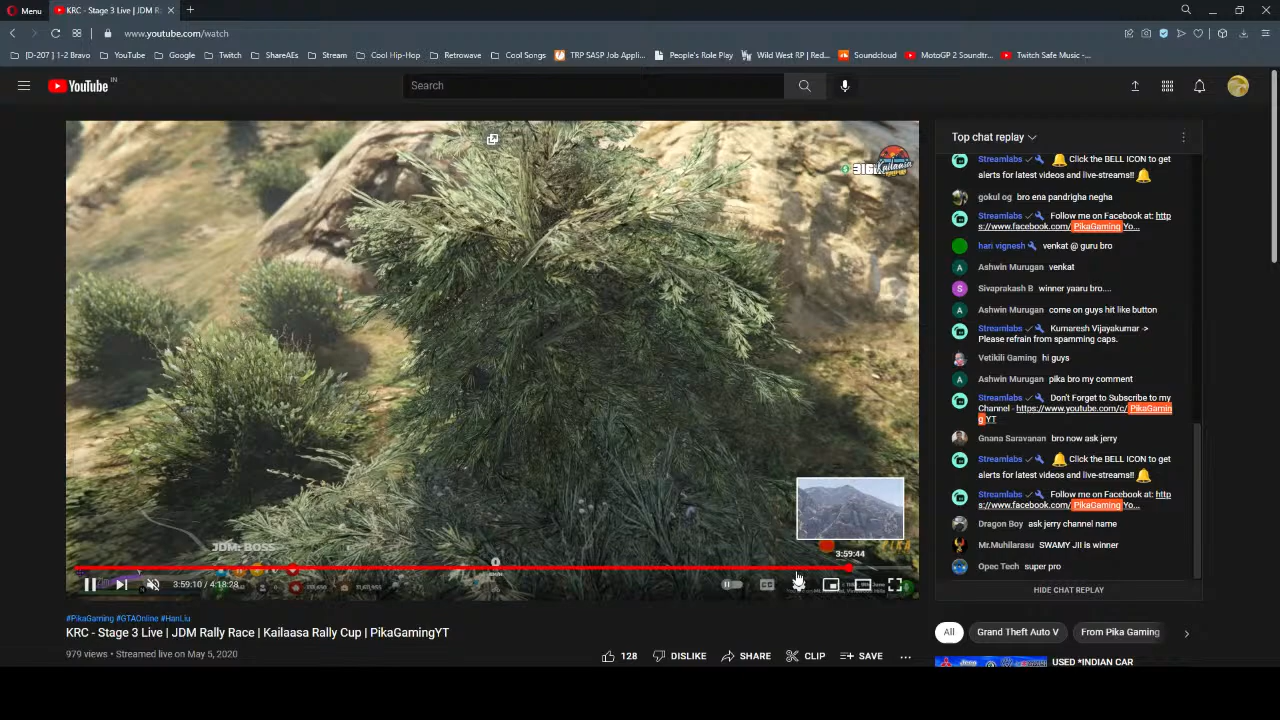 Menu
KRC - Stage 3 Live | JDM R
www.youtube.com/watch
[D-207 ] 1-2 Bravo
YouTube
Google
Twitch
ShareAEs
Stream
Cool Hip-Hop
Retrowave
Cool Songs
TRP SASP Job Appli...
People's Role Play
Wild West RP | Red...
Soundcloud
MotoGP 2 Soundtr...
Twitch Safe Music -...
YouTube IN
Search
Kailaasa
JDM: BOSS
3:59:44
3:59:10 / 4:18:28
CC
#PikaGaming #GTAOnline #HanLiu
KRC - Stage 3 Live | JDM Rally Race | Kailaasa Rally Cup | PikaGamingYT
979 views • Streamed live on May 5, 2020
128
DISLIKE
SHARE
CLIP
SAVE
Top chat replay
Streamlabs Click the BELL ICON to get
alerts for latest videos and live-streams!!
gokul og bro ena pandrigha negha
Streamlabs Follow me on Facebook at: http
s://www.facebook.com/PikaGaming Yo...
hari vignesh venkat @ guru bro
Ashwin Murugan venkat
Sivaprakash B winner yaaru bro....
Ashwin Murugan come on guys hit like button
Streamlabs Kumaresh Vijayakumar ->
Please refrain from spamming caps.
Vetikili Gaming hi guys
Ashwin Murugan pika bro my comment
Streamlabs Don't Forget to Subscribe to my
Channel - https://www.youtube.com/c/PikaGamin
gYT
Gnana Saravanan bro now ask jerry
Streamlabs Click the BELL ICON to get
alerts for latest videos and live-streams!!
Streamlabs Follow me on Facebook at: http
s://www.facebook.com/PikaGaming Yo...
Dragon Boy ask jerry channel name
Mr.Muhilarasu SWAMY JII is winner
Opec Tech super pro
HIDE CHAT REPLAY
All
Grand Theft Auto V
From Pika Gaming
USED *INDIAN CAR